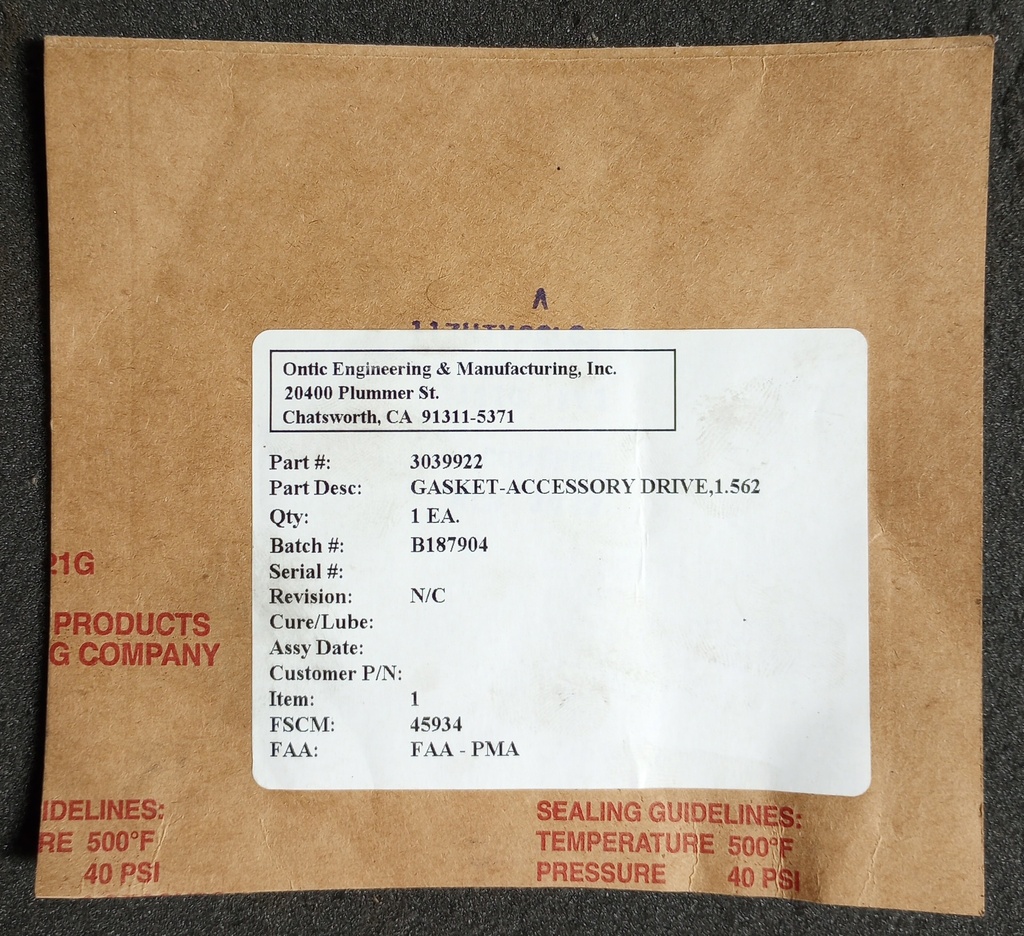 A
Ontic Engineering & Manufacturing, Inc.
20400 Plummer St.
Chatsworth, CA 91311-5371
Part #: 3039922
Part Desc: GASKET-ACCESSORY DRIVE,1.562
Qty: 1 EA.
Batch #: B187904
Serial #:
Revision: N/C
Cure/Lube:
Assy Date:
Customer P/N:
Item: 1
FSCM: 45934
FAA: FAA - PMA
21G
PRODUCTS
G COMPANY
IDELINES:
RE 500°F
40 PSI
SEALING GUIDELINES:
TEMPERATURE 500°F
PRESSURE 40 PSI